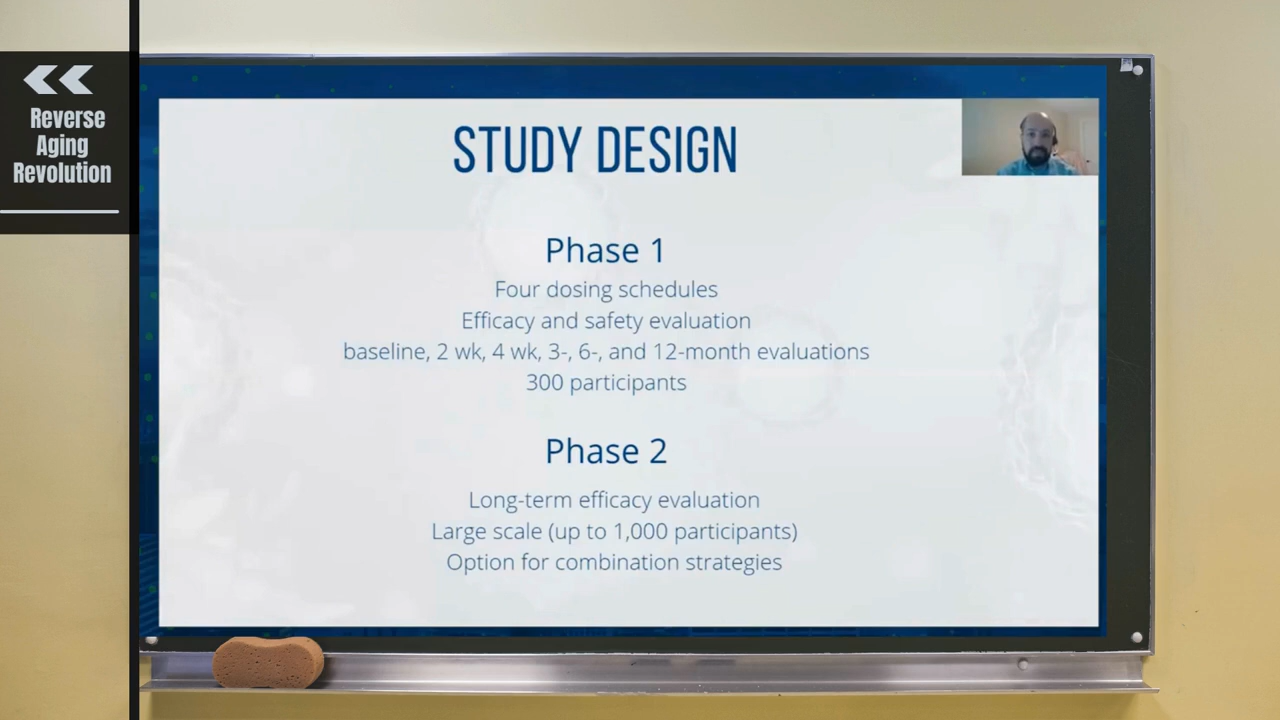 Reverse
Aging
Revolution
STUDY DESIGN
Phase 1
Four dosing schedules
Efficacy and safety evaluation
baseline, 2 wk, 4 wk, 3-, 6-, and 12-month evaluations
300 participants
Phase 2
Long-term efficacy evaluation
Large scale (up to 1,000 participants)
Option for combination strategies